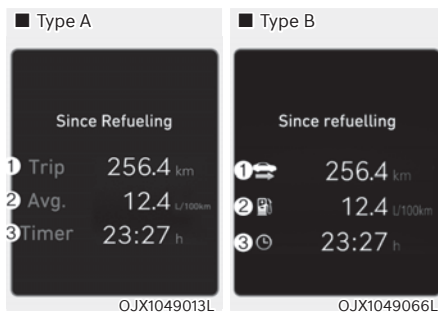 ■ Type A
Since Refueling
1 Trip 256.4 km
2 Avg. 12.4 L/100km
3 Timer 23:27 h
OJX1049013L
■ Type B
Since refuelling
1 256.4 km
2 12.4 L/100km
3 23:27 h
OJX1049066L